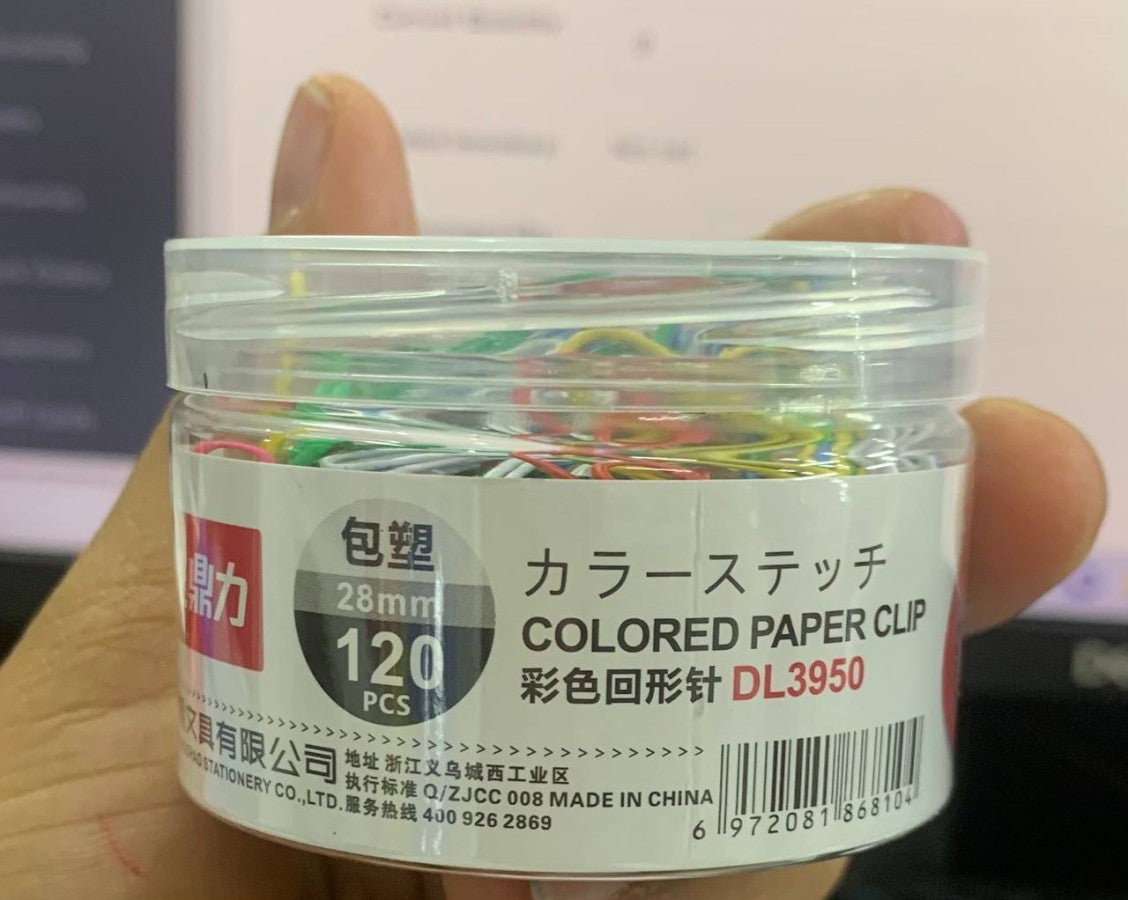 鼎力
包塑
28mm
120
PCS
カラーステッチ
COLORED PAPER CLIP
彩色回形针 DL3950
文具有限公司
STATIONERY CO.,LTD.
地址 浙江义乌城西工业区
执行标准 Q/ZJCC 008 MADE IN CHINA
服务热线 400 926 2869
6 972081 868104